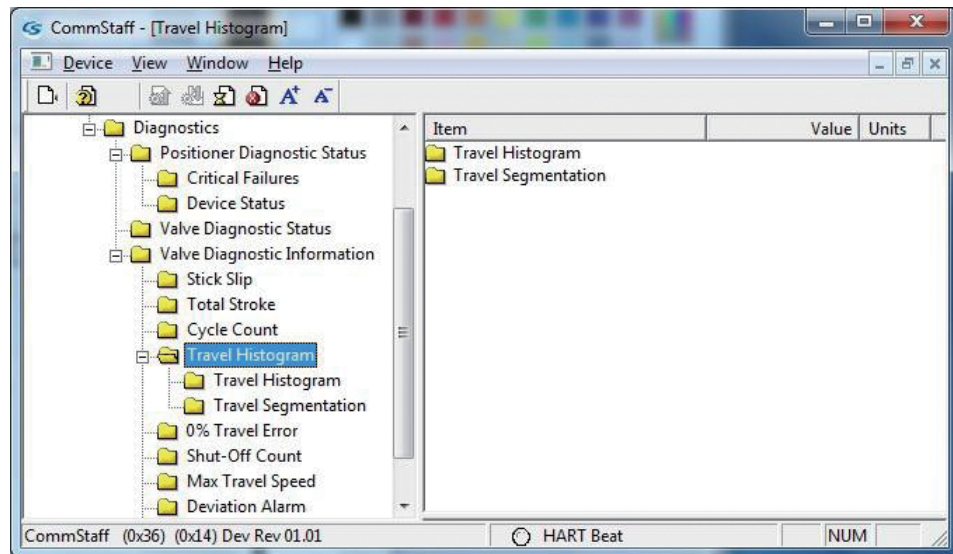 CommStaff - [Travel Histogram]
Device View Window Help
A+ A-
Diagnostics
Positioner Diagnostic Status
Critical Failures
Device Status
Valve Diagnostic Status
Valve Diagnostic Information
Stick Slip
Total Stroke
Cycle Count
Travel Histogram
Travel Histogram
Travel Segmentation
0% Travel Error
Shut-Off Count
Max Travel Speed
Deviation Alarm
Item Value Units
Travel Histogram
Travel Segmentation
CommStaff (0x36) (0x14) Dev Rev 01.01 HART Beat NUM